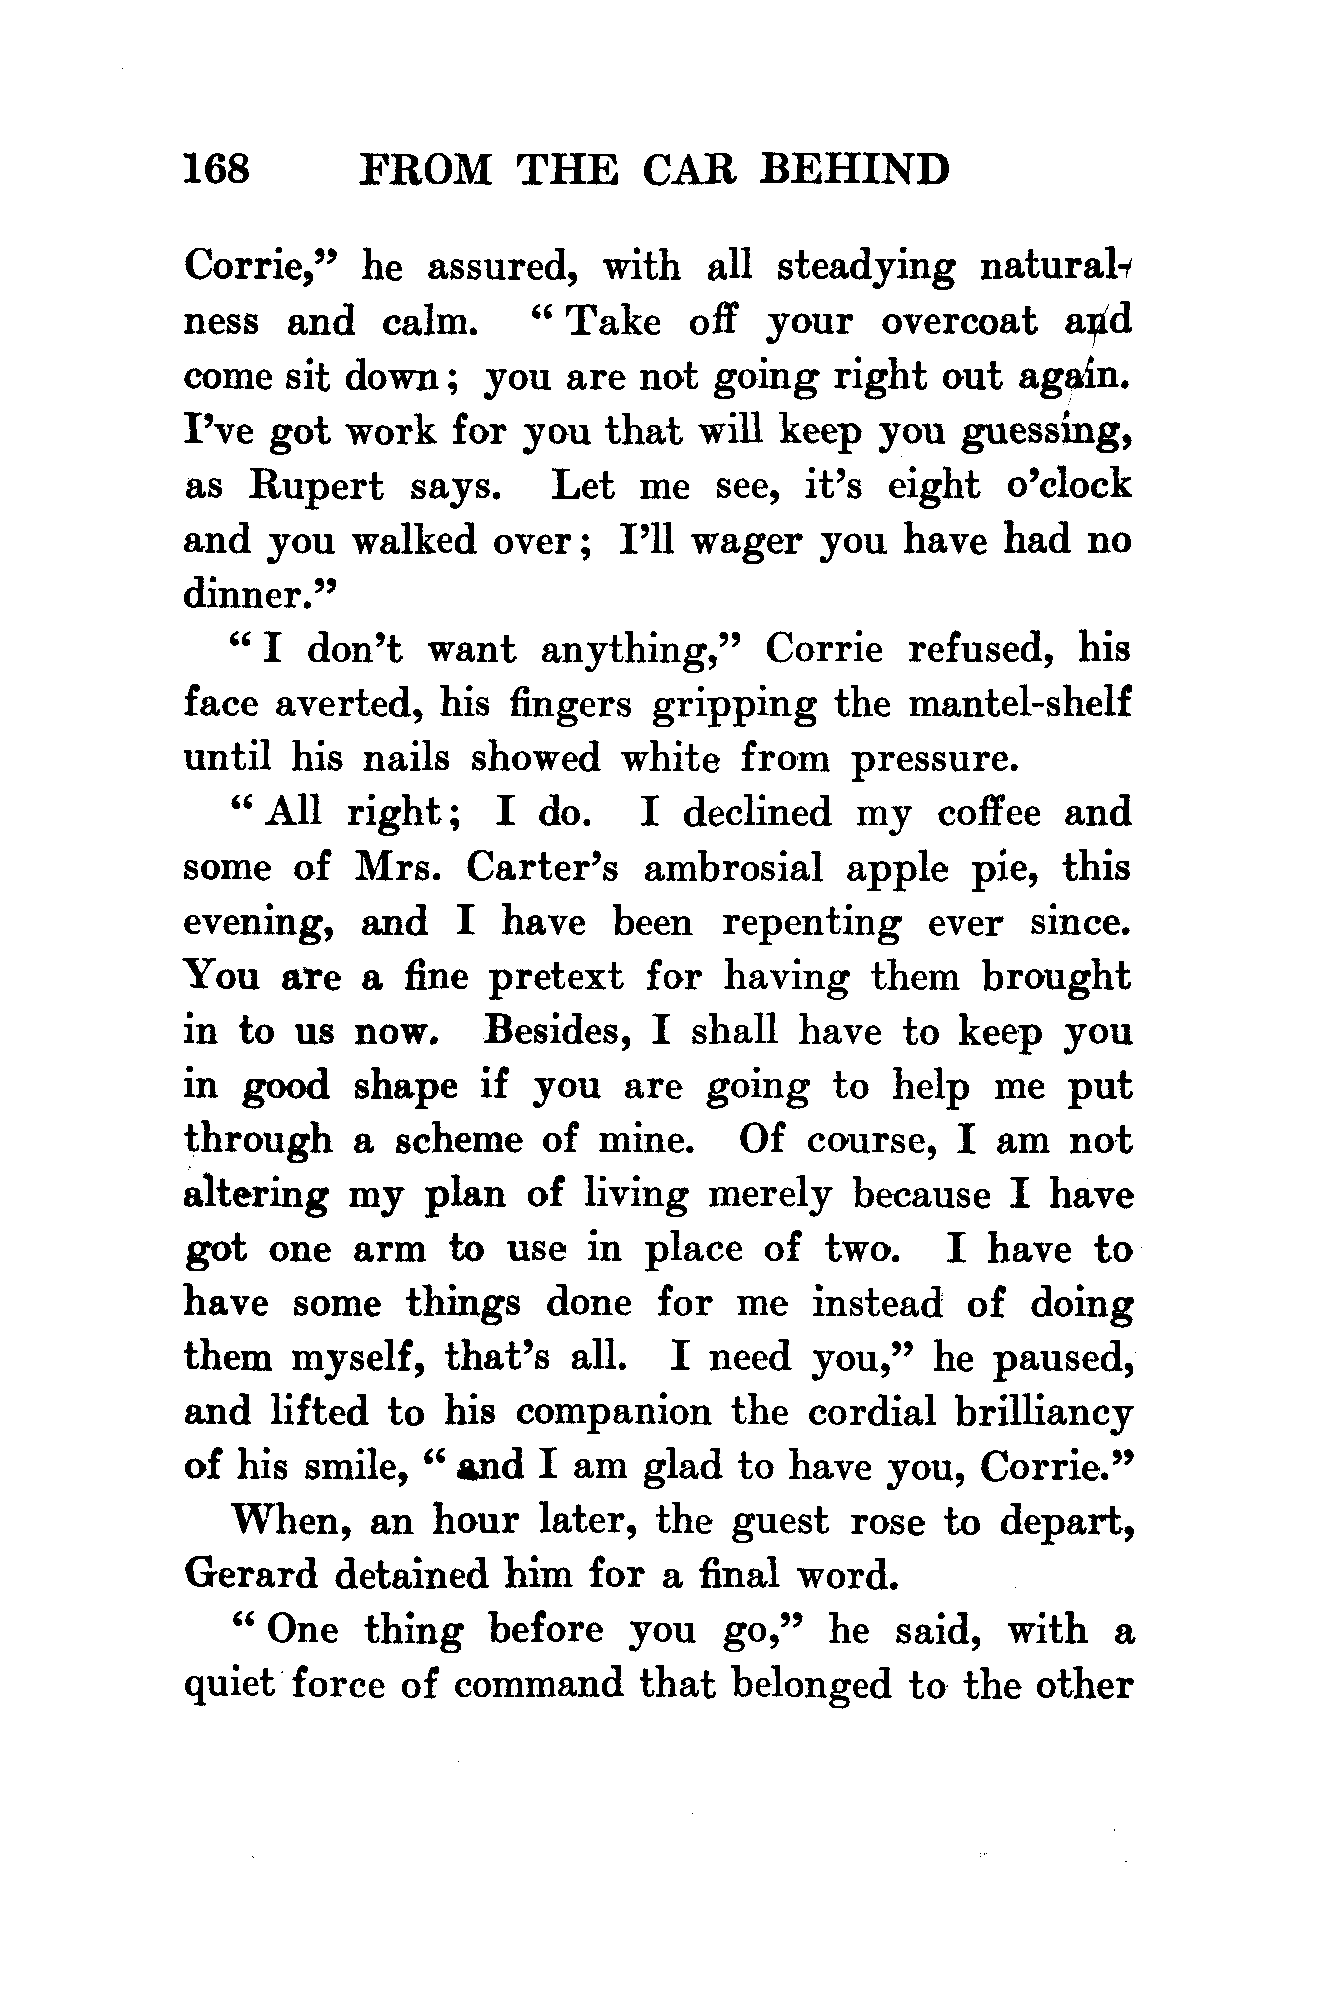 168 FROM THE CAR BEHIND
Corrie,” he assured, with all steadying natural-
ness and calm. “ Take off your overcoat and
come sit down ; you are not going right out again.
I’ve got work for you that will keep you guessing,
as Rupert says. Let me see, it’s eight o’clock
and you walked over ; I’ll wager you have had no
dinner.”
“ I don’t want anything,” Corrie refused, his
face averted, his fingers gripping the mantel-shelf
until his nails showed white from pressure.
“ All right ; I do. I declined my coffee and
some of Mrs. Carter’s ambrosial apple pie, this
evening, and I have been repenting ever since.
You are a fine pretext for having them brought
in to us now. Besides, I shall have to keep you
in good shape if you are going to help me put
through a scheme of mine. Of course, I am not
altering my plan of living merely because I have
got one arm to use in place of two. I have to
have some things done for me instead of doing
them myself, that’s all. I need you,” he paused,
and lifted to his companion the cordial brilliancy
of his smile, “ and I am glad to have you, Corrie.”
When, an hour later, the guest rose to depart,
Gerard detained him for a final word.
“ One thing before you go,” he said, with a
quiet force of command that belonged to the other